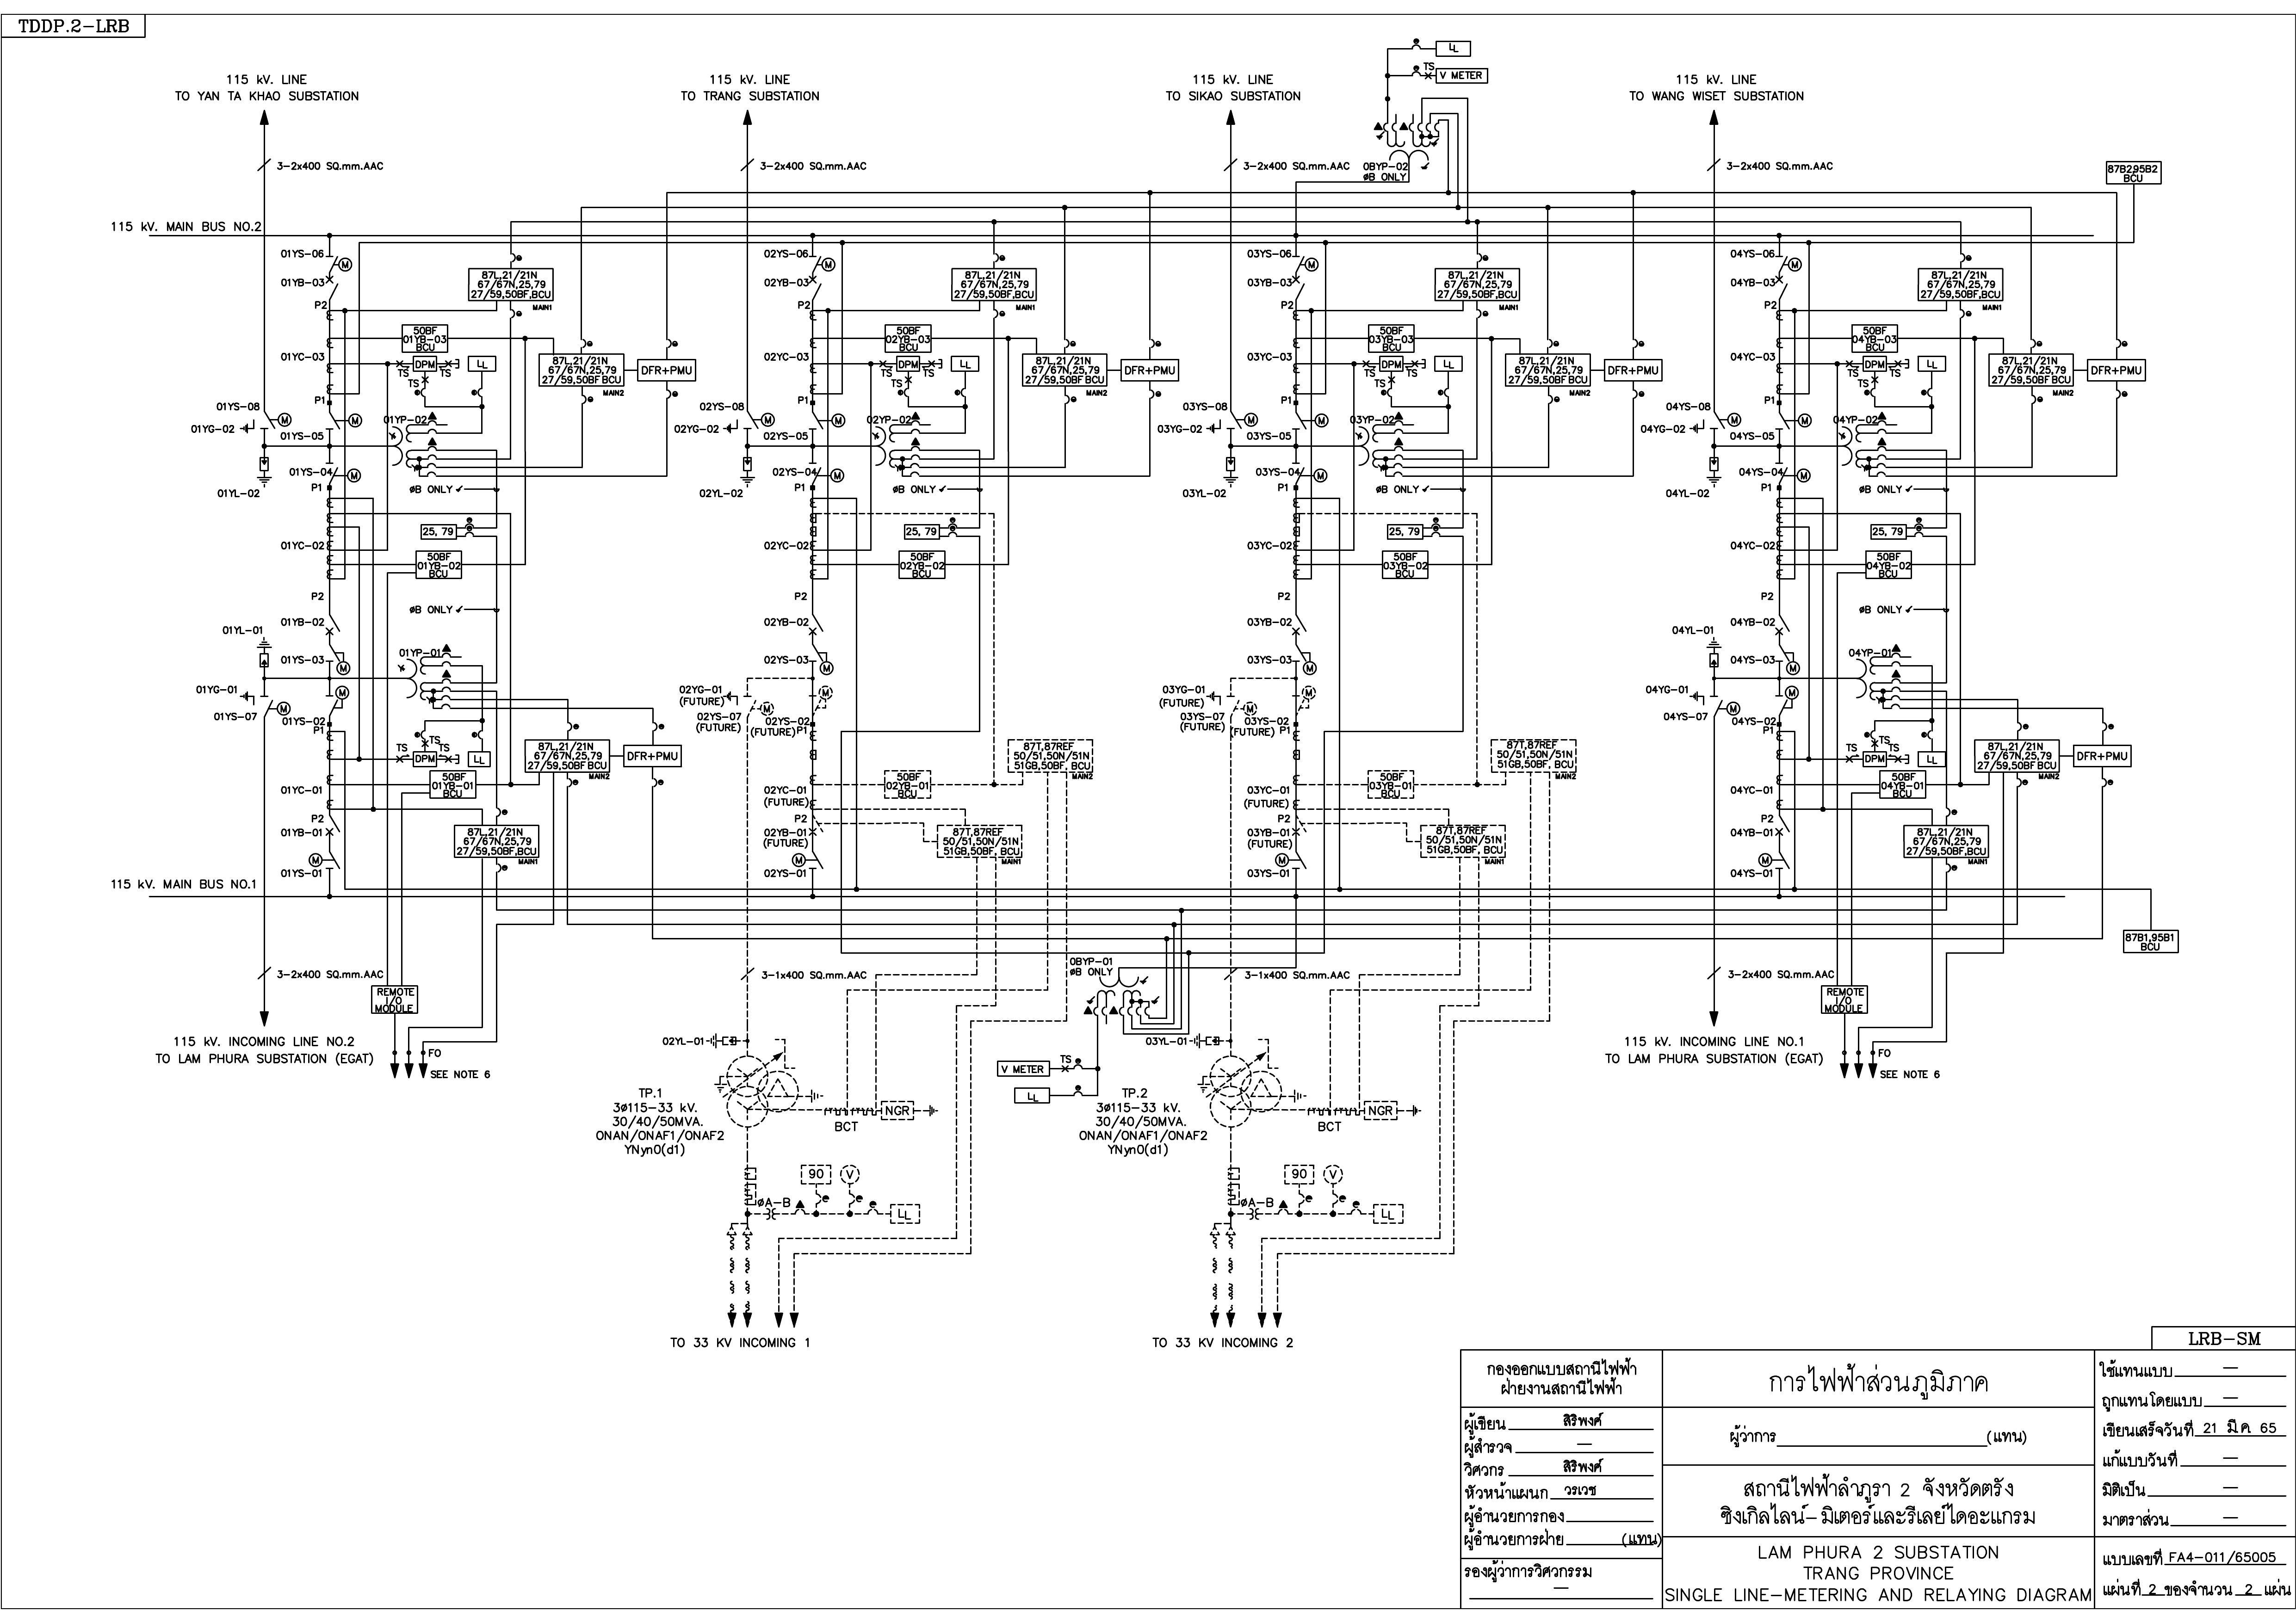 TDDP.2-LRB
115 kV. LINE
TO YAN TA KHAO SUBSTATION
115 kV. LINE
TO TRANG SUBSTATION
115 kV. LINE
TO SIKAO SUBSTATION
115 kV. LINE
TO WANG WISET SUBSTATION
LL
TS
V METER
0BYP-02
øB ONLY
3-2x400 SQ.mm.AAC
3-2x400 SQ.mm.AAC
3-2x400 SQ.mm.AAC
3-2x400 SQ.mm.AAC
87B2,95B2
BCU
115 kV. MAIN BUS NO.2
01YS-06
M
01YB-03
P2
87L,21/21N
67/67N,25,79
27/59,50BF,BCU
MAIN1
50BF
01YB-03
BCU
01YC-03
TS
DPM
TS
TS
LL
87L,21/21N
67/67N,25,79
27/59,50BF BCU
MAIN2
DFR+PMU
P1
01YS-08
M
01YG-02
01YS-05
M
01YP-02
01YS-04
M
01YL-02
P1
øB ONLY
25, 79
01YC-02
50BF
01YB-02
BCU
P2
øB ONLY
01YB-02
01YL-01
01YS-03
M
01YP-01
01YG-01
M
01YS-07
M
01YS-02
P1
TS
TS
TS
DPM
LL
87L,21/21N
67/67N,25,79
27/59,50BF BCU
MAIN2
DFR+PMU
50BF
01YB-01
BCU
01YC-01
P2
01YB-01
M
87L,21/21N
67/67N,25,79
27/59,50BF,BCU
MAIN1
01YS-01
02YS-06
M
02YB-03
P2
87L,21/21N
67/67N,25,79
27/59,50BF,BCU
MAIN1
50BF
02YB-03
BCU
02YC-03
TS
DPM
TS
TS
LL
87L,21/21N
67/67N,25,79
27/59,50BF BCU
MAIN2
DFR+PMU
P1
02YS-08
M
02YG-02
02YS-05
M
02YP-02
02YS-04
M
02YL-02
P1
øB ONLY
25, 79
02YC-02
50BF
02YB-02
BCU
P2
02YB-02
02YS-03
M
02YG-01
(FUTURE)
M
02YS-07
(FUTURE)
M
02YS-02
(FUTURE)
P1
87T,87REF
50/51,50N/51N
51GB,50BF, BCU
MAIN2
50BF
02YB-01
BCU
02YC-01
(FUTURE)
P2
02YB-01
(FUTURE)
87T,87REF
50/51,50N/51N
51GB,50BF, BCU
MAIN1
M
02YS-01
03YS-06
M
03YB-03
P2
87L,21/21N
67/67N,25,79
27/59,50BF,BCU
MAIN1
50BF
03YB-03
BCU
03YC-03
TS
DPM
TS
TS
LL
87L,21/21N
67/67N,25,79
27/59,50BF BCU
MAIN2
DFR+PMU
P1
03YS-08
M
03YG-02
03YS-05
M
03YP-02
03YS-04
M
03YL-02
P1
øB ONLY
25, 79
03YC-02
50BF
03YB-02
BCU
P2
03YB-02
03YS-03
M
03YG-01
(FUTURE)
M
03YS-07
(FUTURE)
M
03YS-02
(FUTURE)
P1
87T,87REF
50/51,50N/51N
51GB,50BF, BCU
MAIN2
50BF
03YB-01
BCU
03YC-01
(FUTURE)
P2
03YB-01
(FUTURE)
87T,87REF
50/51,50N/51N
51GB,50BF, BCU
MAIN1
M
03YS-01
04YS-06
M
04YB-03
P2
87L,21/21N
67/67N,25,79
27/59,50BF,BCU
MAIN1
50BF
04YB-03
BCU
04YC-03
TS
DPM
TS
TS
LL
87L,21/21N
67/67N,25,79
27/59,50BF BCU
MAIN2
DFR+PMU
P1
04YS-08
M
04YG-02
04YS-05
M
04YP-02
04YS-04
M
04YL-02
P1
øB ONLY
25, 79
04YC-02
50BF
04YB-02
BCU
P2
øB ONLY
04YB-02
04YL-01
04YS-03
M
04YP-01
04YG-01
M
04YS-07
M
04YS-02
P1
TS
TS
TS
DPM
LL
87L,21/21N
67/67N,25,79
27/59,50BF BCU
MAIN2
DFR+PMU
50BF
04YB-01
BCU
04YC-01
P2
04YB-01
M
87L,21/21N
67/67N,25,79
27/59,50BF,BCU
MAIN1
04YS-01
115 kV. MAIN BUS NO.1
87B1,95B1
BCU
3-2x400 SQ.mm.AAC
REMOTE
I/O
MODULE
115 kV. INCOMING LINE NO.2
TO LAM PHURA SUBSTATION (EGAT)
FO
SEE NOTE 6
3-1x400 SQ.mm.AAC
0BYP-01
øB ONLY
TS
V METER
LL
3-1x400 SQ.mm.AAC
3-2x400 SQ.mm.AAC
REMOTE
I/O
MODULE
115 kV. INCOMING LINE NO.1
TO LAM PHURA SUBSTATION (EGAT)
FO
SEE NOTE 6
02YL-01
TP.1
3ø115-33 kV.
30/40/50MVA.
ONAN/ONAF1/ONAF2
YNyn0(d1)
BCT
NGR
90
V
øA-B
LL
TO 33 KV INCOMING 1
03YL-01
TP.2
3ø115-33 kV.
30/40/50MVA.
ONAN/ONAF1/ONAF2
YNyn0(d1)
BCT
NGR
90
V
øA-B
LL
TO 33 KV INCOMING 2
LRB-SM
กองออกแบบสถานีไฟฟ้า
ฝ่ายงานสถานีไฟฟ้า
ผู้เขียน สิริพงศ์
ผู้สำรวจ —
วิศวกร สิริพงศ์
หัวหน้าแผนก วรเวช
ผู้อำนวยการกอง
ผู้อำนวยการฝ่าย (แทน)
รองผู้ว่าการวิศวกรรม
—
การไฟฟ้าส่วนภูมิภาค
ผู้ว่าการ (แทน)
สถานีไฟฟ้าลำภูรา 2 จังหวัดตรัง
ซิงเกิลไลน์-มิเตอร์และรีเลย์ไดอะแกรม
LAM PHURA 2 SUBSTATION
TRANG PROVINCE
SINGLE LINE-METERING AND RELAYING DIAGRAM
ใช้แทนแบบ —
ถูกแทนโดยแบบ —
เขียนเสร็จวันที่ 21 มีค 65
แก้แบบวันที่ —
มิติเป็น —
มาตราส่วน —
แบบเลขที่ FA4-011/65005
แผ่นที่ 2 ของจำนวน 2 แผ่น